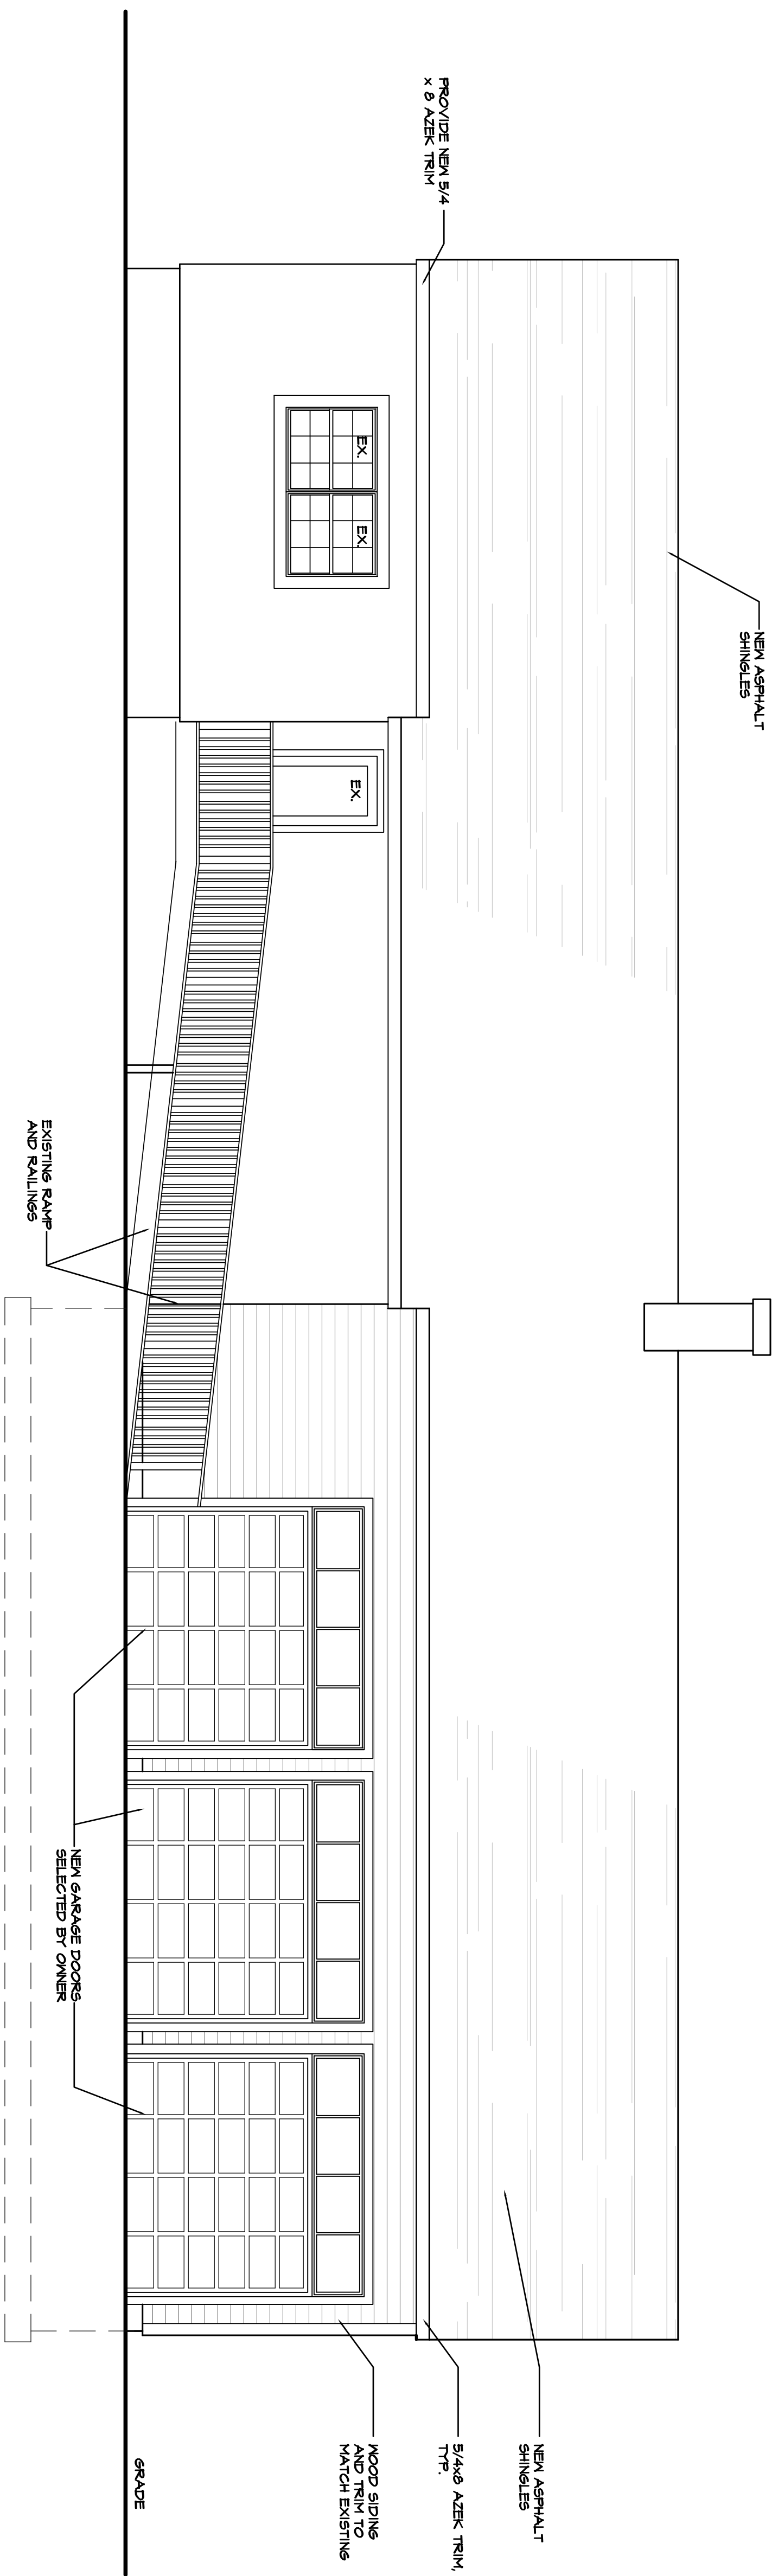 NEW ASPHALT
SHINGLES
PROVIDE NEW 5/4
x 8 AZEK TRIM
EX.
EX.
EX.
NEW ASPHALT
SHINGLES
5/4x8 AZEK TRIM,
TYP.
WOOD SIDING
AND TRIM TO
MATCH EXISTING
GRADE
EXISTING RAMP
AND RAILINGS
NEW GARAGE DOORS
SELECTED BY OWNER